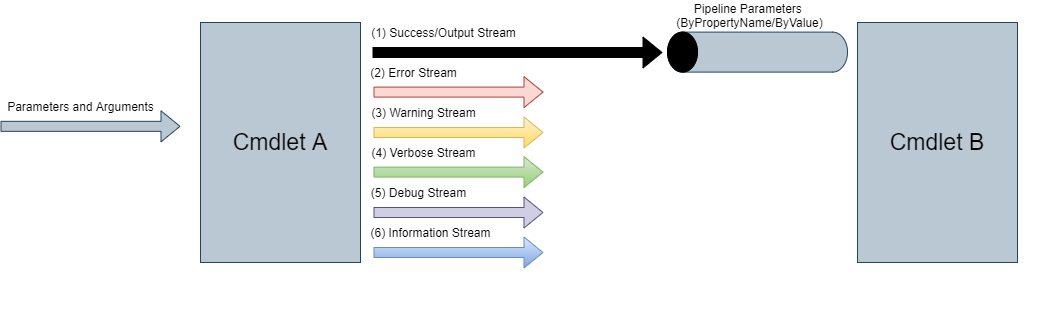 Pipeline Parameters
(ByPropertyName/ByValue)
(1) Success/Output Stream
(2) Error Stream
Parameters and Arguments
(3) Warning Stream
Cmdlet A
Cmdlet B
(4) Verbose Stream
(5) Debug Stream
(6) Information Stream